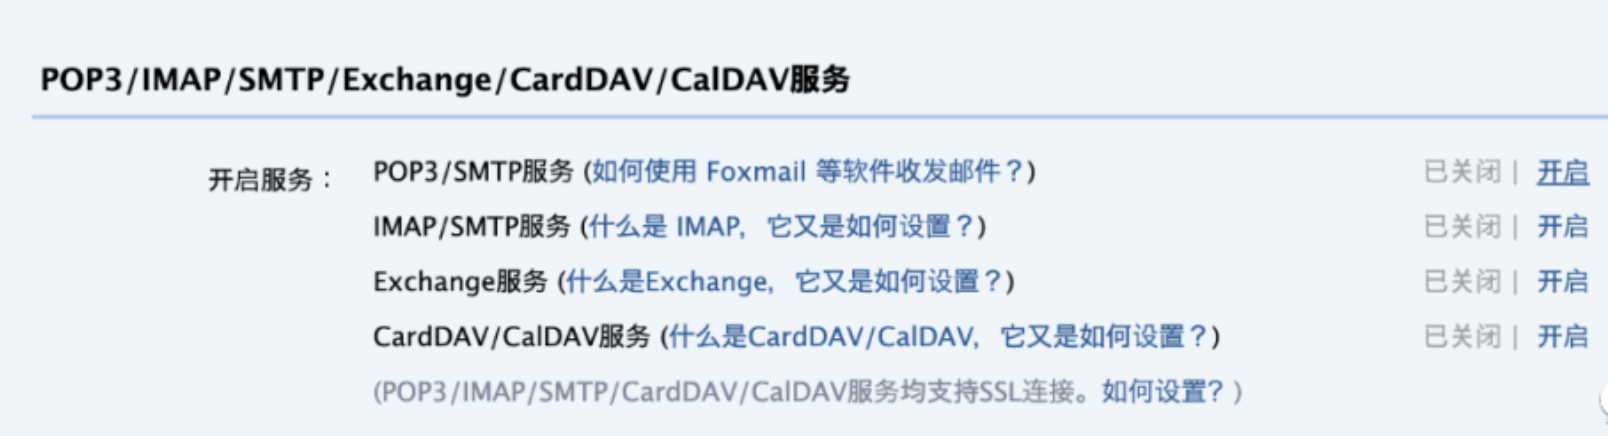 POP3/IMAP/SMTP/Exchange/CardDAV/CalDAV服务
开启服务： POP3/SMTP服务 (如何使用 Foxmail 等软件收发邮件？) 已关闭 | 开启
IMAP/SMTP服务 (什么是 IMAP，它又是如何设置？) 已关闭 | 开启
Exchange服务 (什么是Exchange，它又是如何设置？) 已关闭 | 开启
CardDAV/CalDAV服务 (什么是CardDAV/CalDAV，它又是如何设置？) 已关闭 | 开启
(POP3/IMAP/SMTP/CardDAV/CalDAV服务均支持SSL连接。如何设置？)